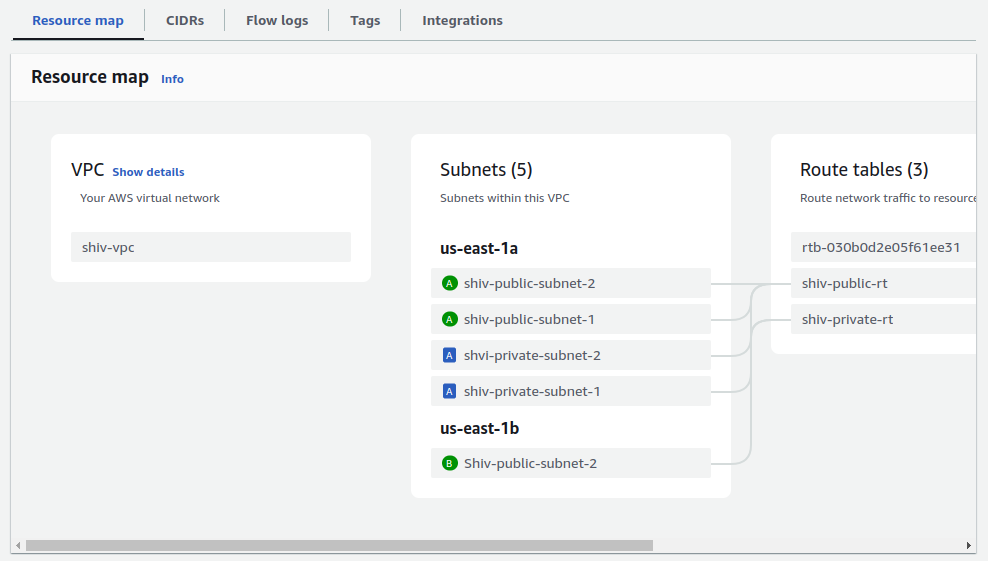 Resource map CIDRs Flow logs Tags Integrations
Resource map Info
VPC Show details
Your AWS virtual network
shiv-vpc
Subnets (5)
Subnets within this VPC
us-east-1a
A shiv-public-subnet-2
A shiv-public-subnet-1
A shvi-private-subnet-2
A shiv-private-subnet-1
us-east-1b
B Shiv-public-subnet-2
Route tables (3)
Route network traffic to resource
rtb-030b0d2e05f61ee31
shiv-public-rt
shiv-private-rt